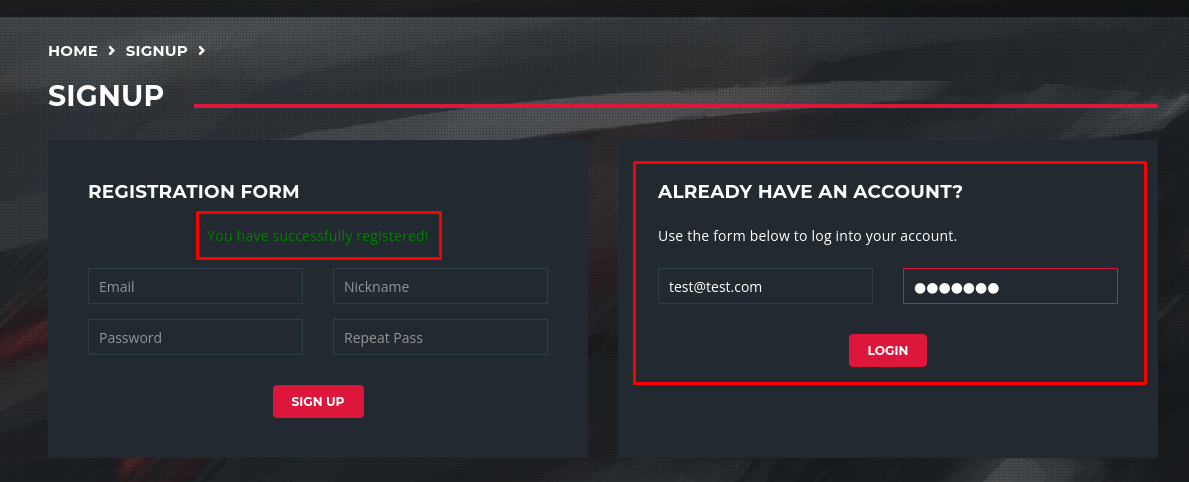 HOME > SIGNUP >
SIGNUP
REGISTRATION FORM
You have successfully registered!
Email
Nickname
Password
Repeat Pass
SIGN UP
ALREADY HAVE AN ACCOUNT?
Use the form below to log into your account.
test@test.com
●●●●●●●
LOGIN